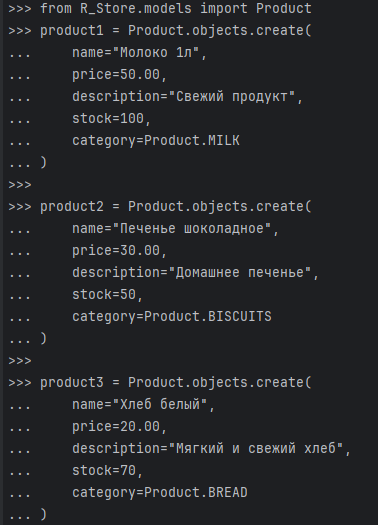 >>> from R_Store.models import Product
>>> product1 = Product.objects.create(
...     name="Молоко 1л",
...     price=50.00,
...     description="Свежий продукт",
...     stock=100,
...     category=Product.MILK
... )
>>>
>>> product2 = Product.objects.create(
...     name="Печенье шоколадное",
...     price=30.00,
...     description="Домашнее печенье",
...     stock=50,
...     category=Product.BISCUITS
... )
>>>
>>> product3 = Product.objects.create(
...     name="Хлеб белый",
...     price=20.00,
...     description="Мягкий и свежий хлеб",
...     stock=70,
...     category=Product.BREAD
... )